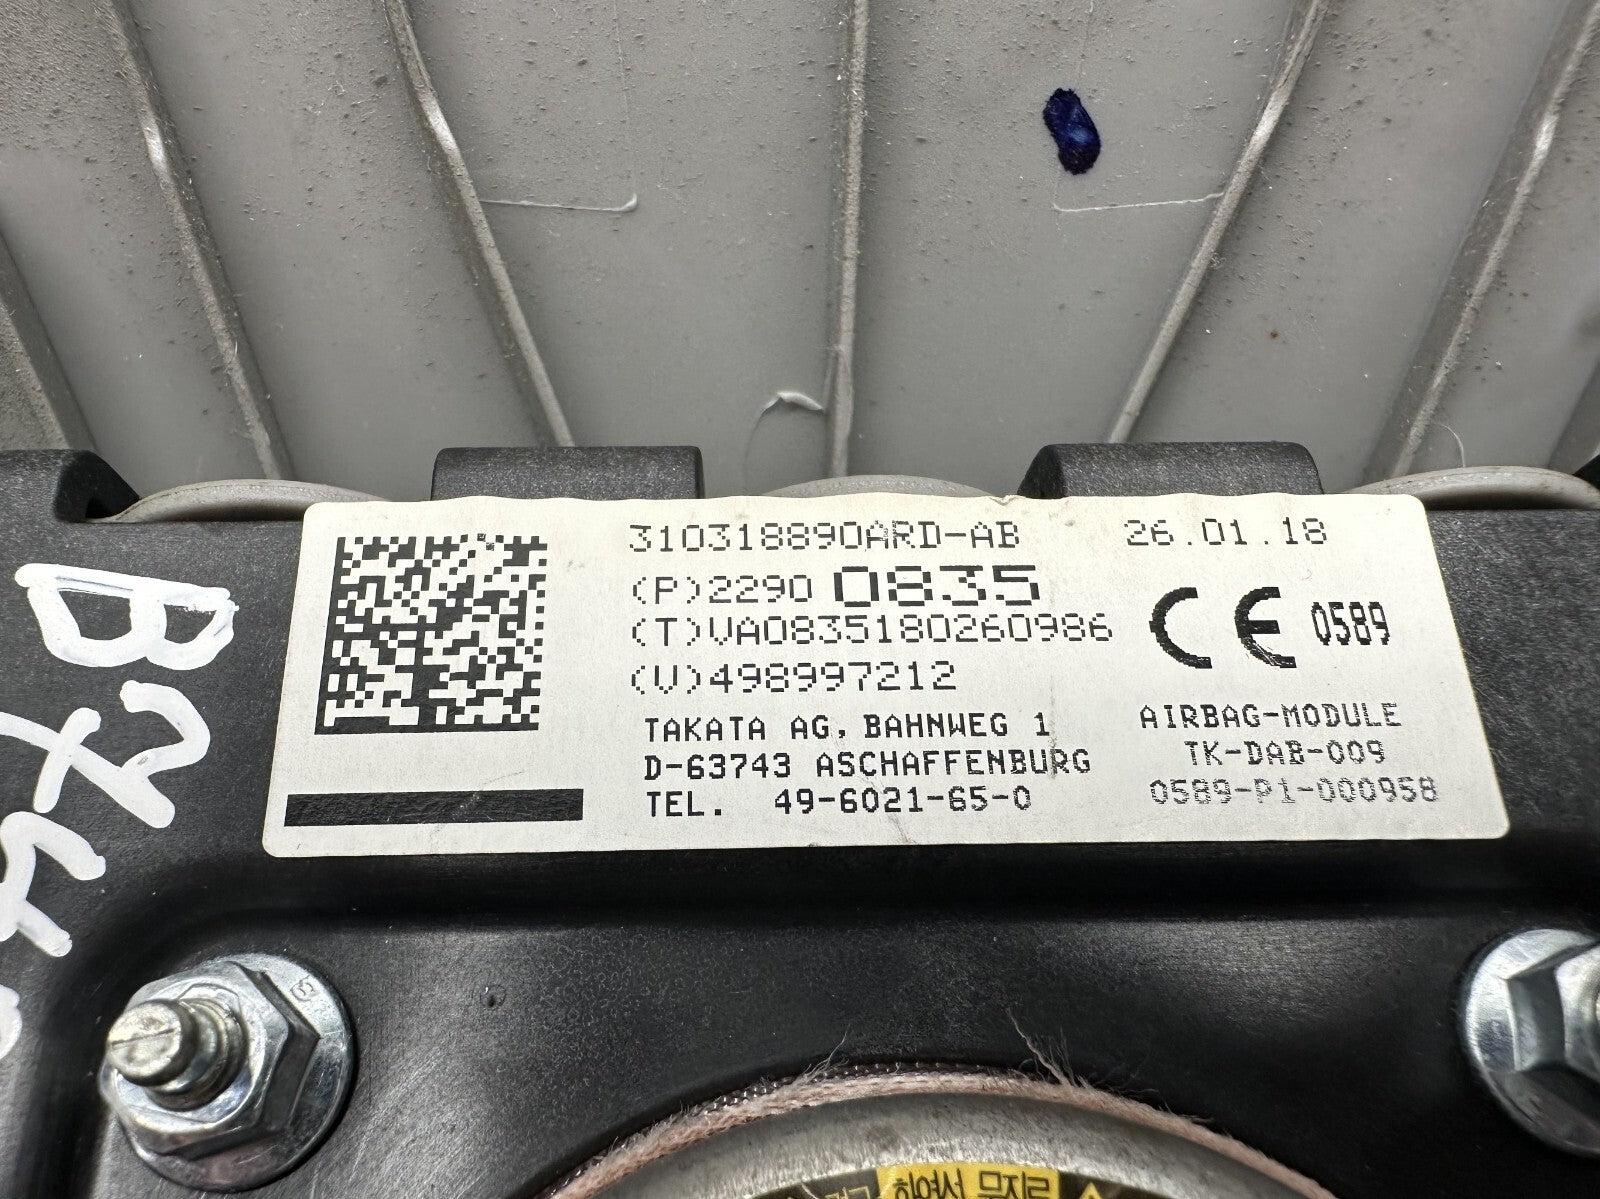 310318890ARD-AB 26.01.18
(P)2290 0835
(T)VA0835180260986
(V)498997212
CE 0589
TAKATA AG, BAHNWEG 1
D-63743 ASCHAFFENBURG
TEL. 49-6021-65-0
AIRBAG-MODULE
TK-DAB-009
0589-P1-000958